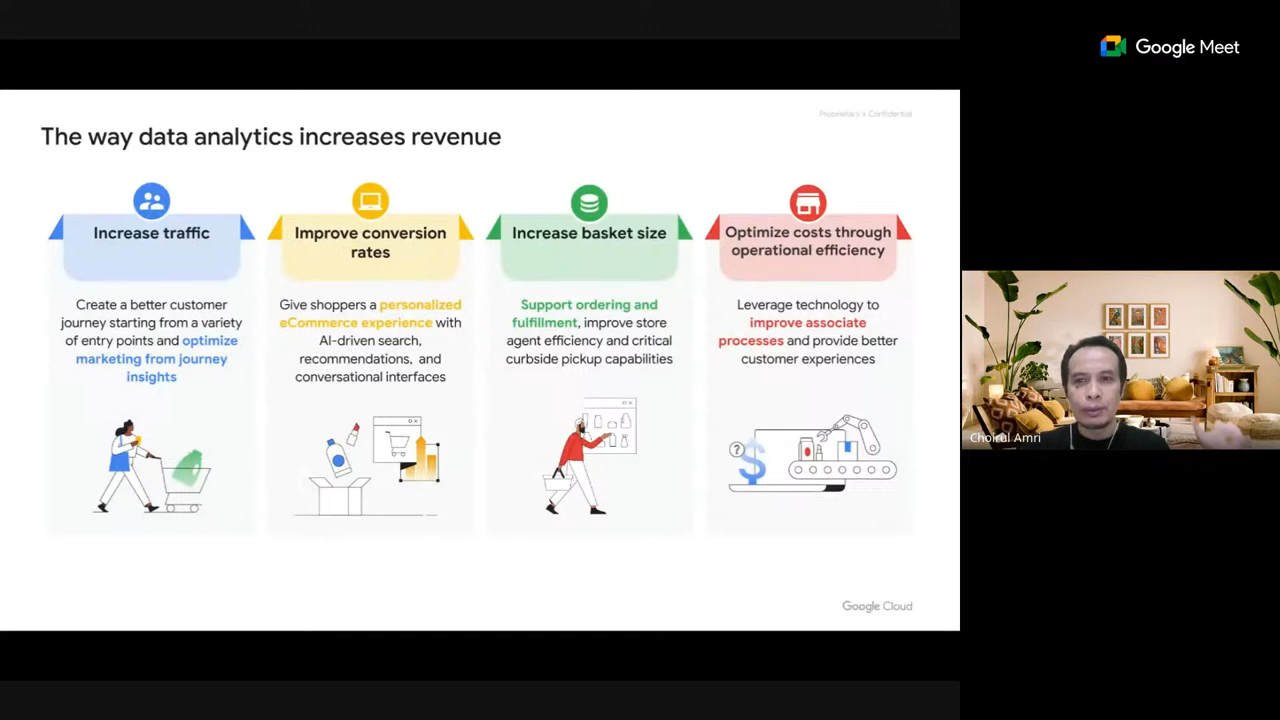 Google Meet
Proprietary + Confidential
The way data analytics increases revenue
Increase traffic
Create a better customer
journey starting from a variety
of entry points and optimize
marketing from journey
insights
Improve conversion
rates
Give shoppers a personalized
eCommerce experience with
AI-driven search,
recommendations, and
conversational interfaces
Increase basket size
Support ordering and
fulfillment, improve store
agent efficiency and critical
curbside pickup capabilities
Optimize costs through
operational efficiency
Leverage technology to
improve associate
processes and provide better
customer experiences
?
$
Google Cloud
Choirul Amri